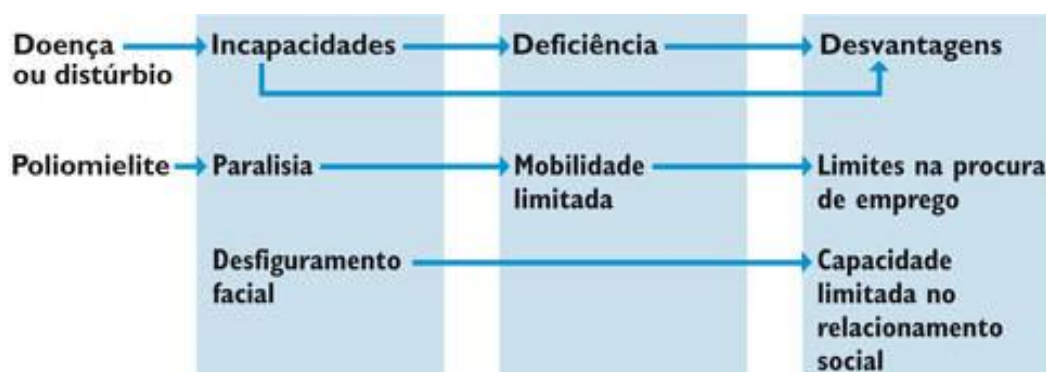 Doença Incapacidades Deficiência Desvantagens
ou distúrbio
Poliomielite Paralisia Mobilidade Limites na procura
limitada de emprego
Desfiguramento Capacidade
facial limitada no
relacionamento
social